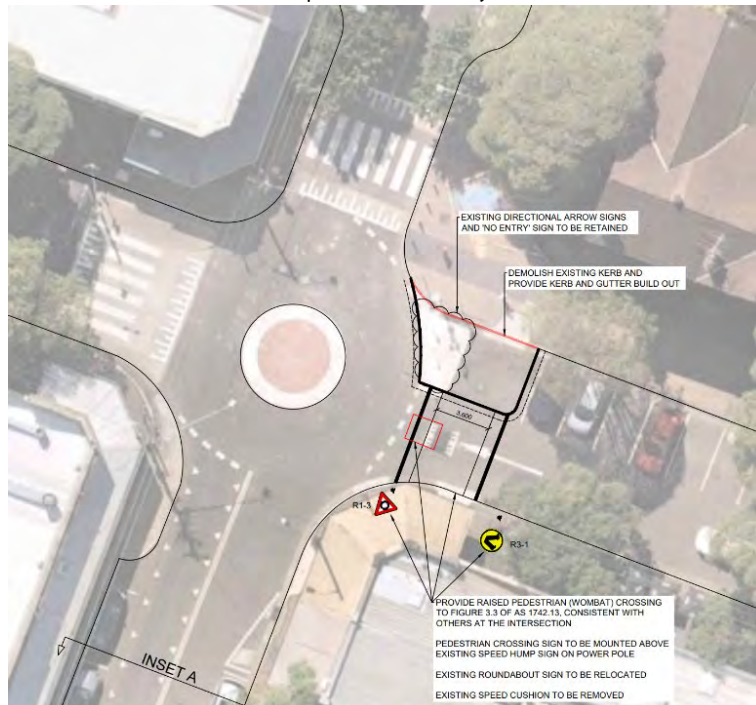 EXISTING DIRECTIONAL ARROW SIGNS
AND 'NO ENTRY' SIGN TO BE RETAINED
DEMOLISH EXISTING KERB AND
PROVIDE KERB AND GUTTER BUILD OUT
3.600
R1-3
R3-1
PROVIDE RAISED PEDESTRIAN (WOMBAT) CROSSING
TO FIGURE 3.3 OF AS 1742.13, CONSISTENT WITH
OTHERS AT THE INTERSECTION
PEDESTRIAN CROSSING SIGN TO BE MOUNTED ABOVE
EXISTING SPEED HUMP SIGN ON POWER POLE
EXISTING ROUNDABOUT SIGN TO BE RELOCATED
EXISTING SPEED CUSHION TO BE REMOVED
INSET A